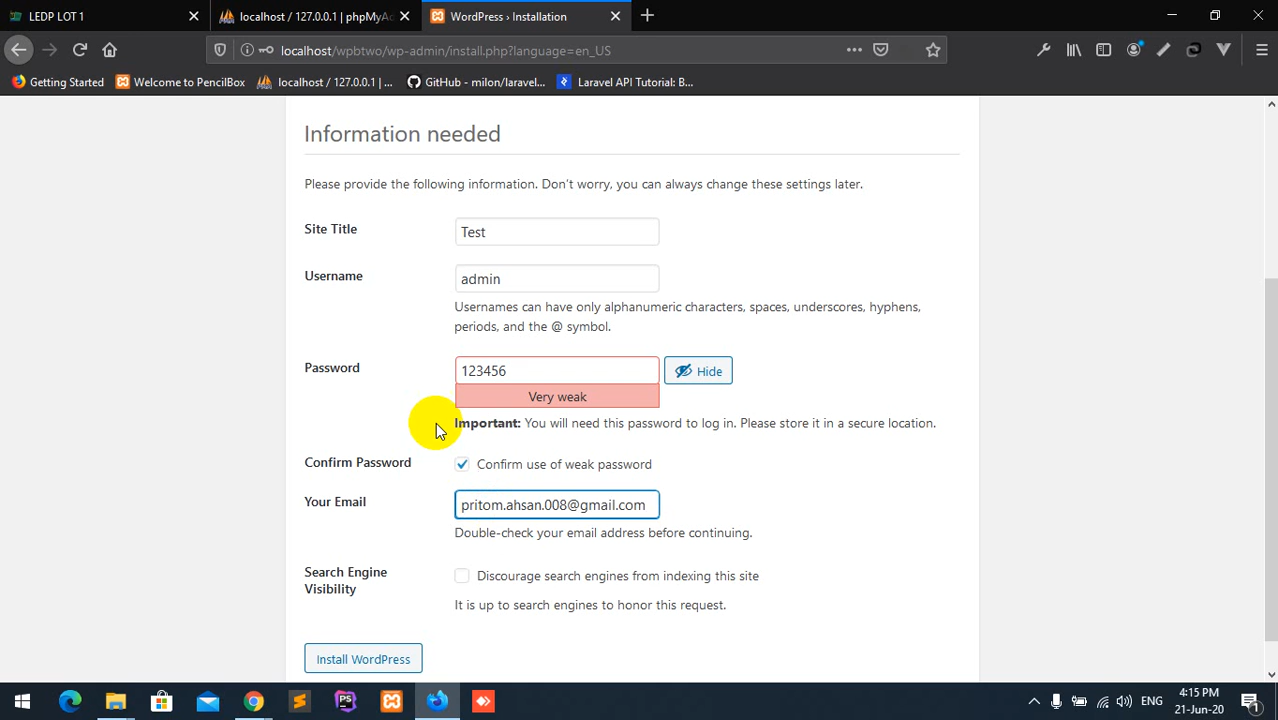 LEDP LOT 1
localhost / 127.0.0.1 | phpMyAc
WordPress › Installation
localhost/wpbtwo/wp-admin/install.php?language=en_US
Getting Started
Welcome to PencilBox
localhost / 127.0.0.1 | ...
GitHub - milon/laravel...
Laravel API Tutorial: B...
Information needed
Please provide the following information. Don't worry, you can always change these settings later.
Site Title
Test
Username
admin
Usernames can have only alphanumeric characters, spaces, underscores, hyphens,
periods, and the @ symbol.
Password
123456
Hide
Very weak
Important: You will need this password to log in. Please store it in a secure location.
Confirm Password
Confirm use of weak password
Your Email
pritom.ahsan.008@gmail.com
Double-check your email address before continuing.
Search Engine
Visibility
Discourage search engines from indexing this site
It is up to search engines to honor this request.
Install WordPress
PS
ENG
4:15 PM
21-Jun-20
1